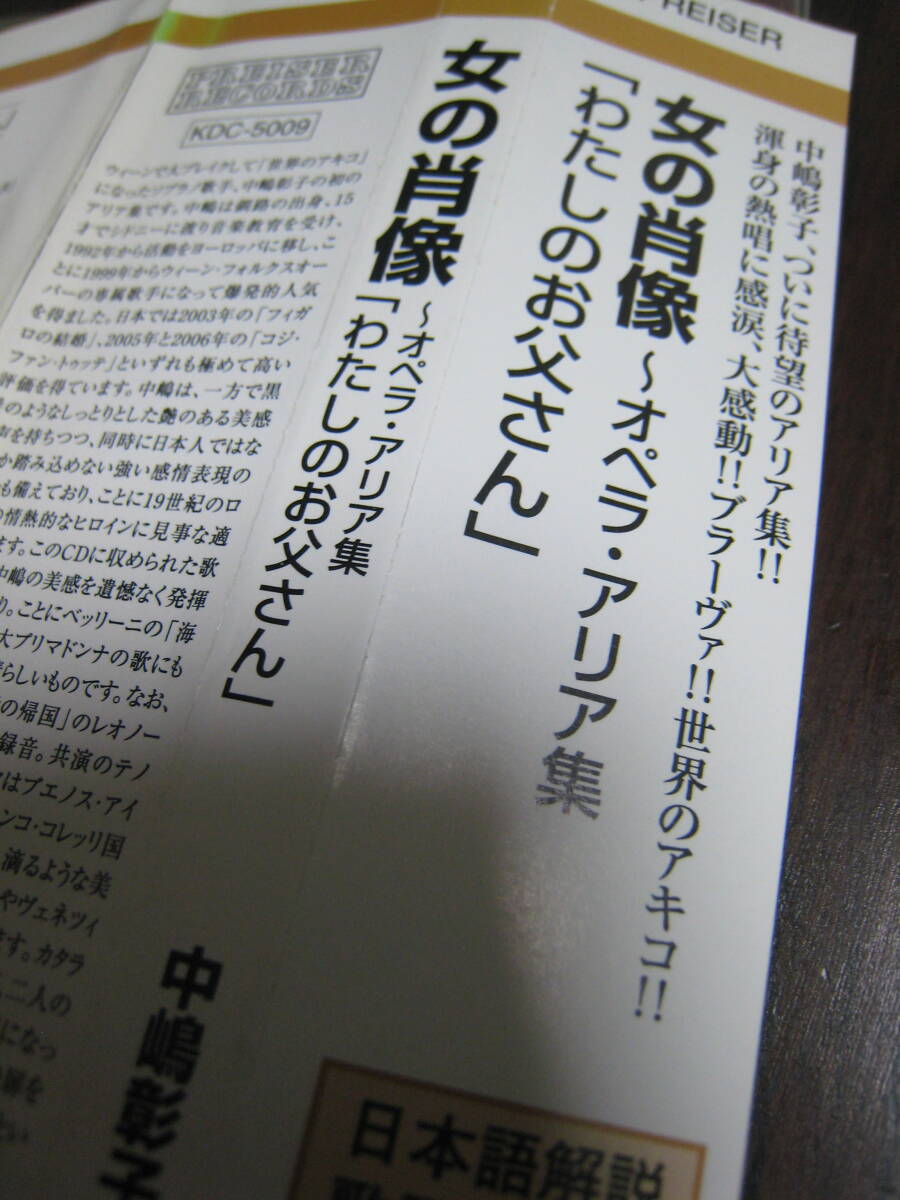 PREISER
中嶋彰子、ついに待望のアリア集!!
渾身の熱唱に感涙、大感動!!ブラーヴァ!!世界のアキコ!!
女の肖像~オペラ・アリア集
「わたしのお父さん」
日本語解説
女の肖像~オペラ・アリア集
「わたしのお父さん」
中嶋彰子
PREISER
RECORDS
KDC-5009
ウィーンで大ブレイクして「世界のアキコ」
になったソプラノ歌手、中嶋彰子の初の
アリア集です。中嶋は釧路の出身、15
才でシドニーに渡り音楽教育を受け、
1992年から活動をヨーロッパに移し、こ
とに1999年からウィーン・フォルクスオー
パーの専属歌手になって爆発的人気
を得ました。日本では2003年の「フィガ
ロの結婚」、2005年と2006年の「コジ・
ファン・トゥッテ」といずれも極めて高い
評価を得ています。中嶋は、一方で黒
のようなしっとりとした艶のある美感
声を持ちつつ、同時に日本人ではな
か踏み込めない強い感情表現の
も備えており、ことに19世紀のロ
の情熱的なヒロインに見事な適
ます。このCDに収められた歌
中嶋の美感を遺憾なく発揮
り。ことにベッリーニの「海
大プリマドンナの歌にも
らしいものです。なお、
の帰国」のレオノー
録音。共演のテノ
はブエノス・アイ
ンコ・コレッリ国
、滴るような美
やヴェネツィ
ます。カタラ
、二人の
になっ
扉を